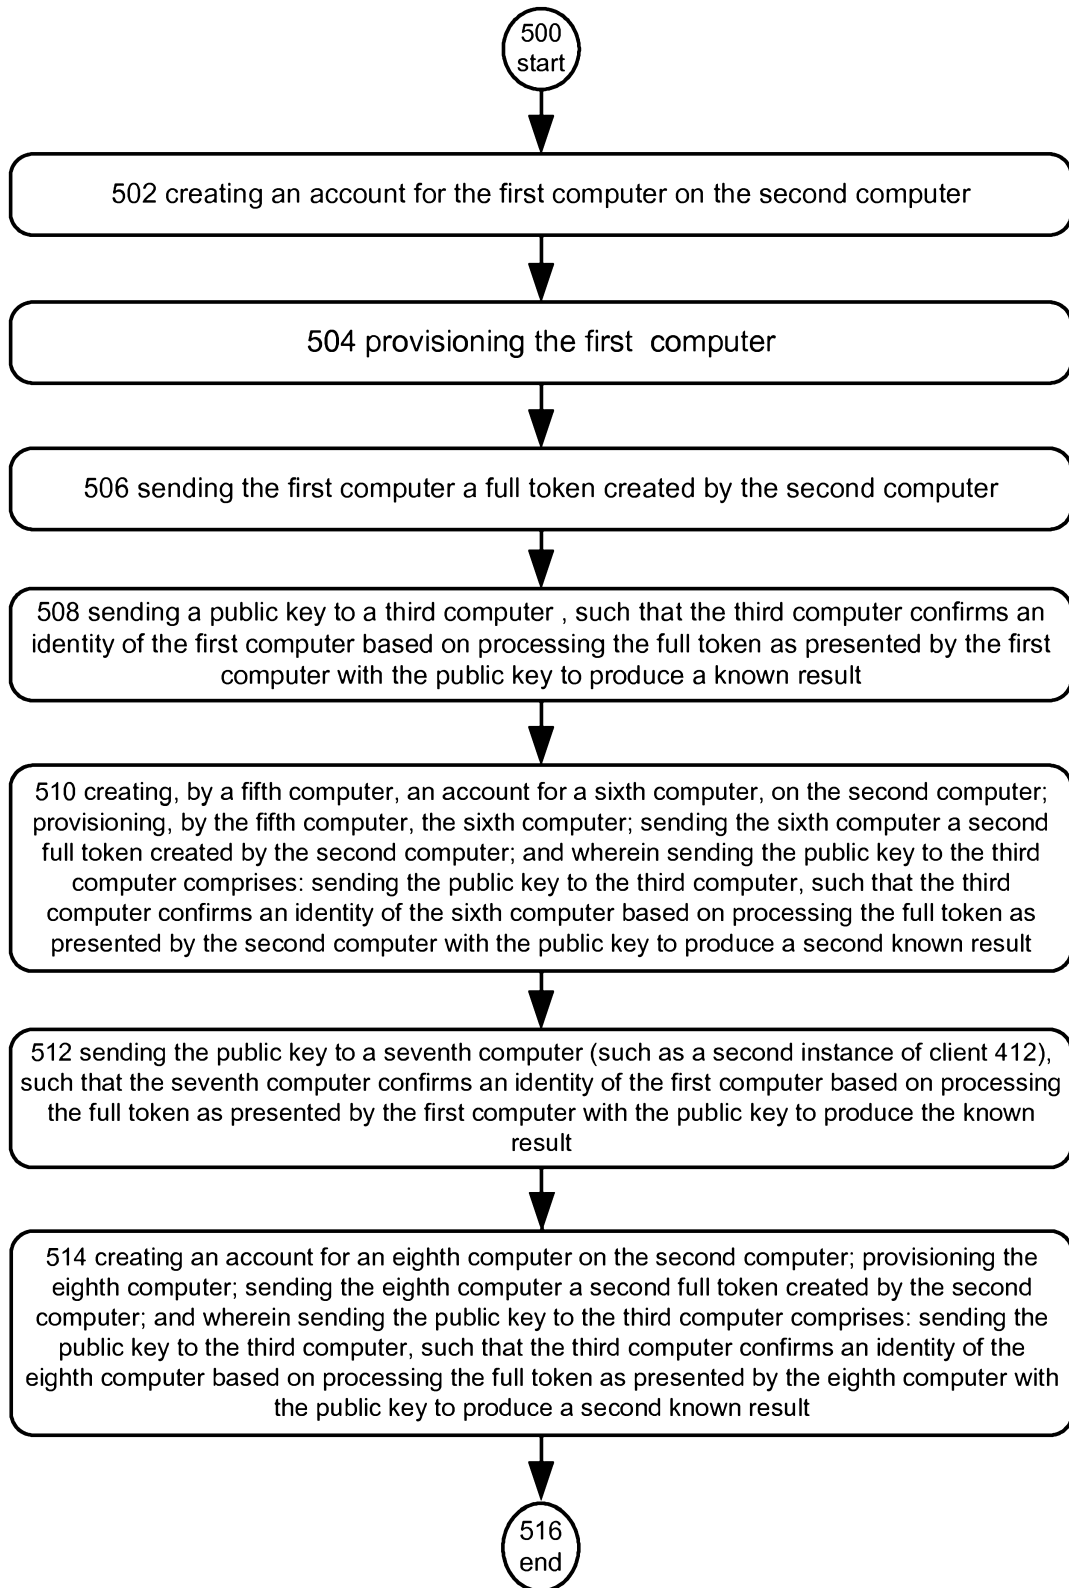 500
start
502 creating an account for the first computer on the second computer
504 provisioning the first  computer
506 sending the first computer a full token created by the second computer
508 sending a public key to a third computer , such that the third computer confirms an
identity of the first computer based on processing the full token as presented by the first
computer with the public key to produce a known result
510 creating, by a fifth computer, an account for a sixth computer, on the second computer;
provisioning, by the fifth computer, the sixth computer; sending the sixth computer a second
full token created by the second computer; and wherein sending the public key to the third
computer comprises: sending the public key to the third computer, such that the third
computer confirms an identity of the sixth computer based on processing the full token as
presented by the second computer with the public key to produce a second known result
512 sending the public key to a seventh computer (such as a second instance of client 412),
such that the seventh computer confirms an identity of the first computer based on processing
the full token as presented by the first computer with the public key to produce the known
result
514 creating an account for an eighth computer on the second computer; provisioning the
eighth computer; sending the eighth computer a second full token created by the second
computer; and wherein sending the public key to the third computer comprises: sending the
public key to the third computer, such that the third computer confirms an identity of the
eighth computer based on processing the full token as presented by the eighth computer with
the public key to produce a second known result
516
end